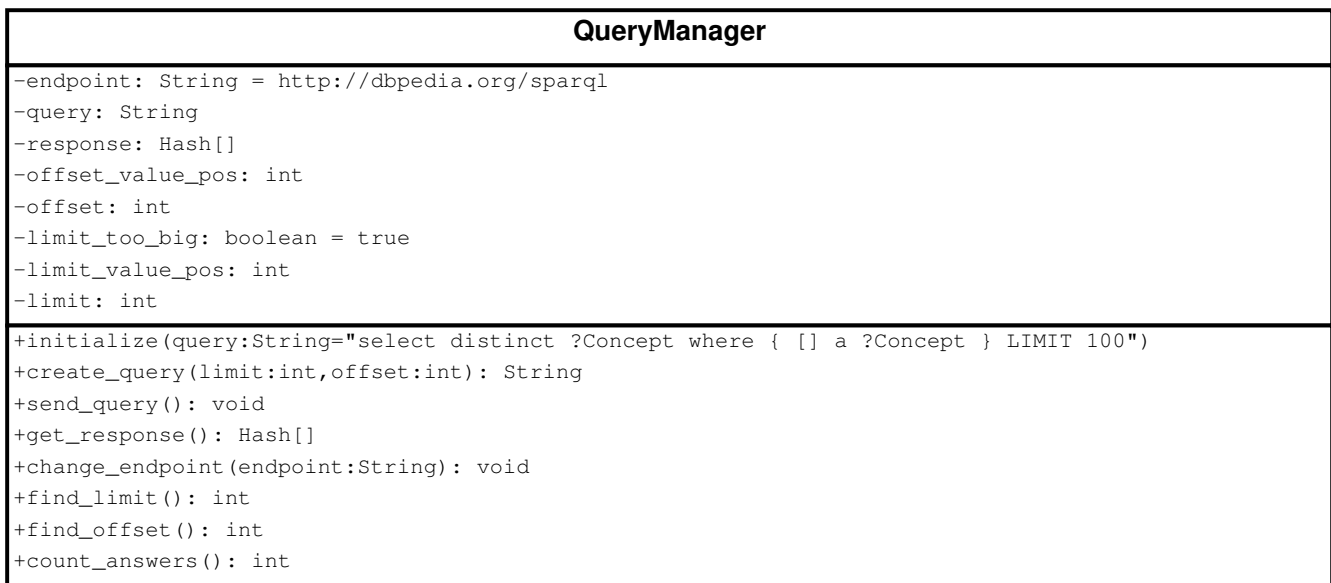 QueryManager
-endpoint: String = http://dbpedia.org/sparql
-query: String
-response: Hash[]
-offset_value_pos: int
-offset: int
-limit_too_big: boolean = true
-limit_value_pos: int
-limit: int
+initialize(query:String="select distinct ?Concept where { [] a ?Concept } LIMIT 100")
+create_query(limit:int,offset:int): String
+send_query(): void
+get_response(): Hash[]
+change_endpoint(endpoint:String): void
+find_limit(): int
+find_offset(): int
+count_answers(): int